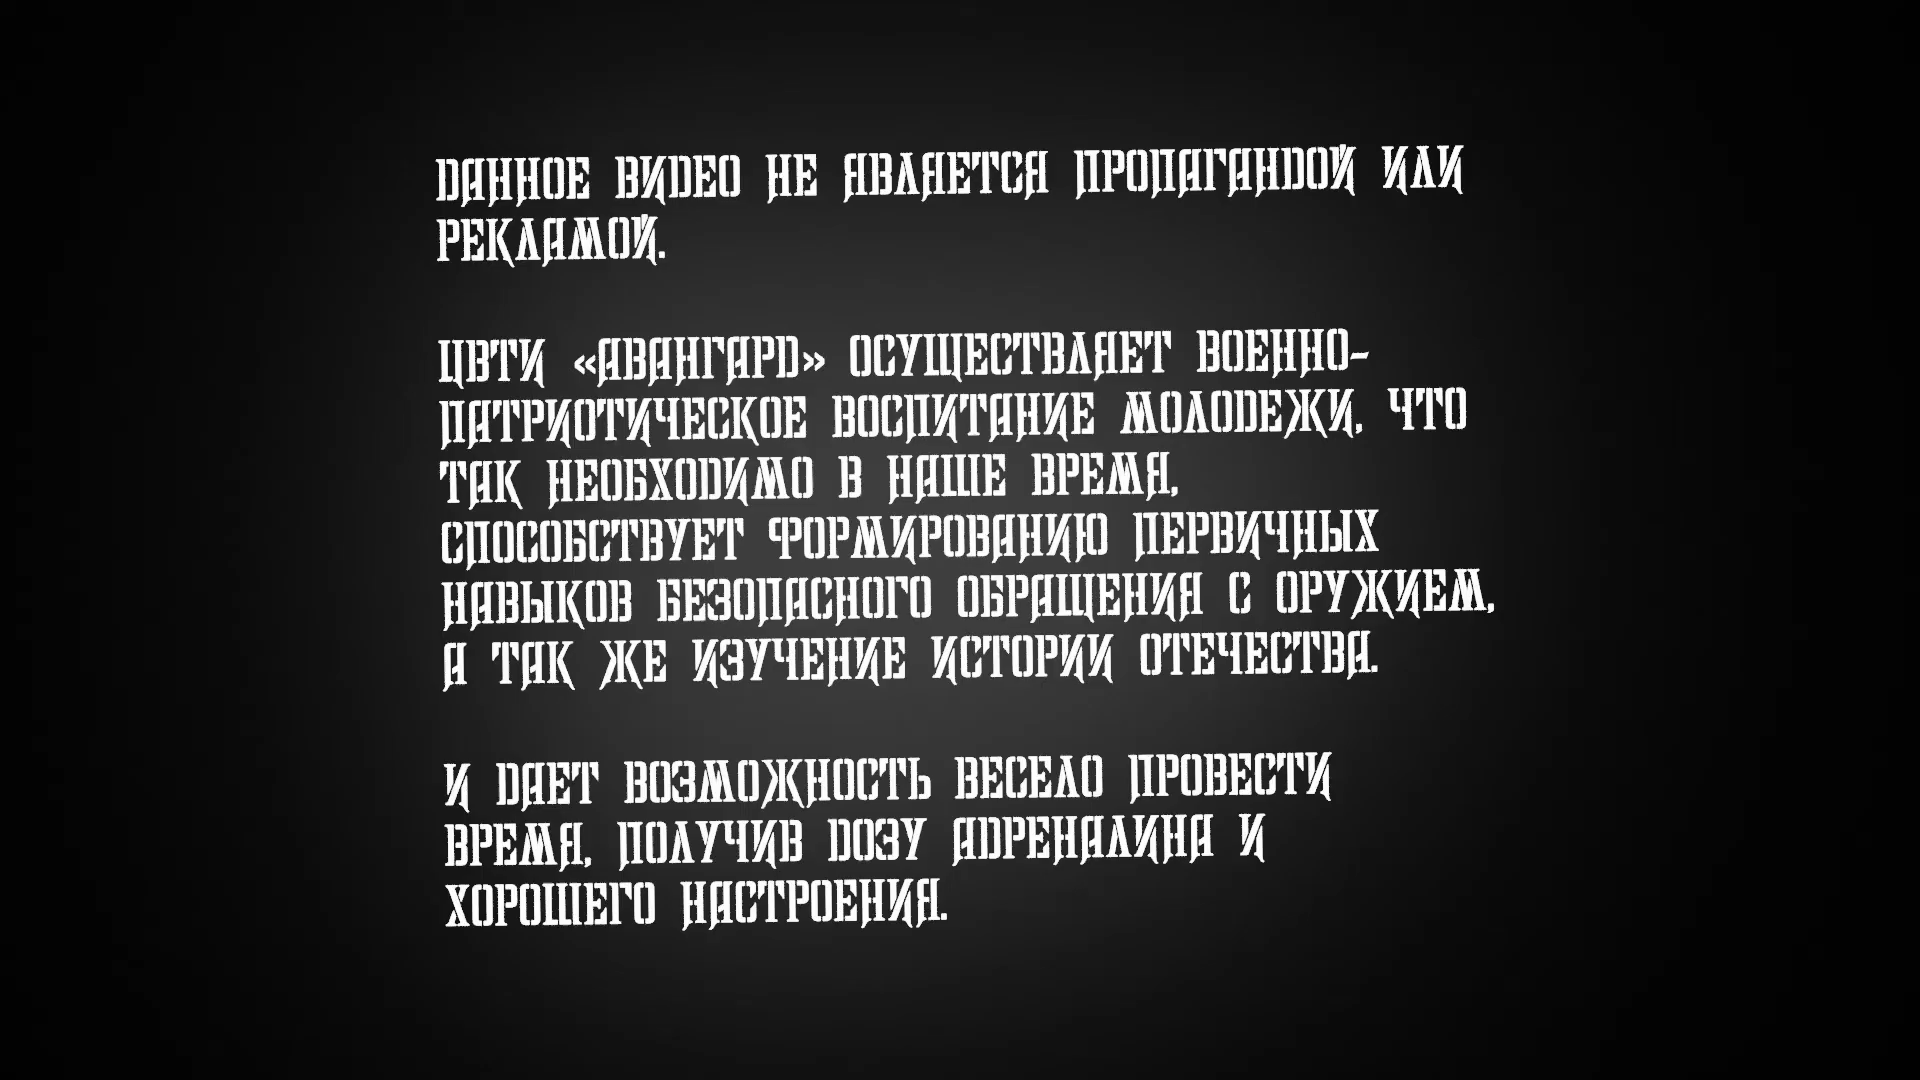 ДАННОЕ ВИДЕО НЕ ЯВЛЯЕТСЯ ПРОПАГАНДОЙ ИЛИ
РЕКЛАМОЙ.
ЦВТИ «АВАНГАРД» ОСУЩЕСТВЛЯЕТ ВОЕННО-
ПАТРИОТИЧЕСКОЕ ВОСПИТАНИЕ МОЛОДЕЖИ, ЧТО
ТАК НЕОБХОДИМО В НАШЕ ВРЕМЯ,
СПОСОБСТВУЕТ ФОРМИРОВАНИЮ ПЕРВИЧНЫХ
НАВЫКОВ БЕЗОПАСНОГО ОБРАЩЕНИЯ С ОРУЖИЕМ,
А ТАК ЖЕ ИЗУЧЕНИЕ ИСТОРИИ ОТЕЧЕСТВА.
И ДАЕТ ВОЗМОЖНОСТЬ ВЕСЕЛО ПРОВЕСТИ
ВРЕМЯ, ПОЛУЧИВ ДОЗУ АДРЕНАЛИНА И
ХОРОШЕГО НАСТРОЕНИЯ.